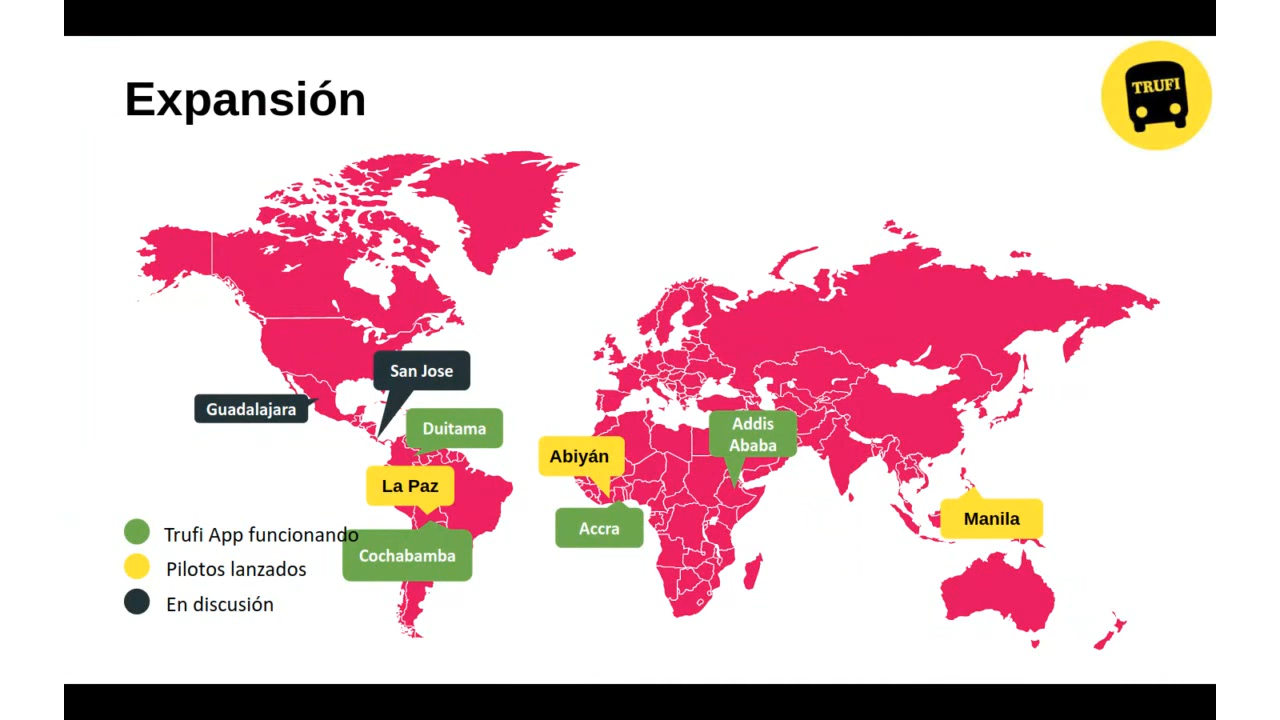 Expansión
TRUFI
San Jose
Guadalajara
Duitama
Addis
Ababa
Abiyán
La Paz
Manila
Accra
Cochabamba
Trufi App funcionando
Pilotos lanzados
En discusión